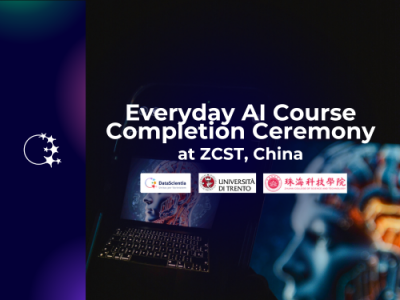 Everyday AI Course
Completion Ceremony
at ZCST, China
DataScientia
UNIVERSITÀ
DI TRENTO
珠海科技學院